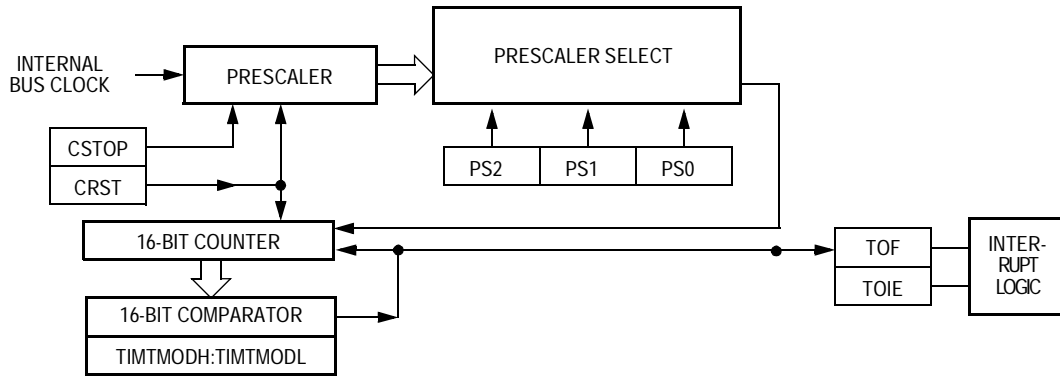 INTERNAL
BUS CLOCK
PRESCALER
PRESCALER SELECT
CSTOP
CRST
PS2
PS1
PS0
16-BIT COUNTER
TOF
TOIE
INTER-
RUPT
LOGIC
16-BIT COMPARATOR
TIMTMODH:TIMTMODL